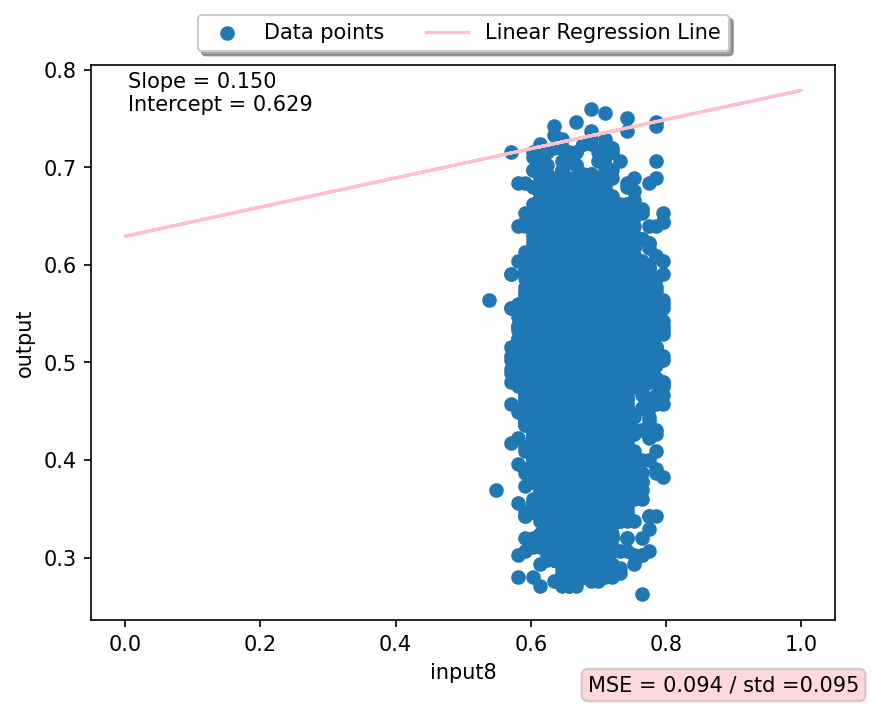 Data points
Linear Regression Line
Slope = 0.150
Intercept = 0.629
0.8
0.7
0.6
0.5
0.4
0.3
output
0.0
0.2
0.4
0.6
0.8
1.0
input8
MSE = 0.094 / std =0.095